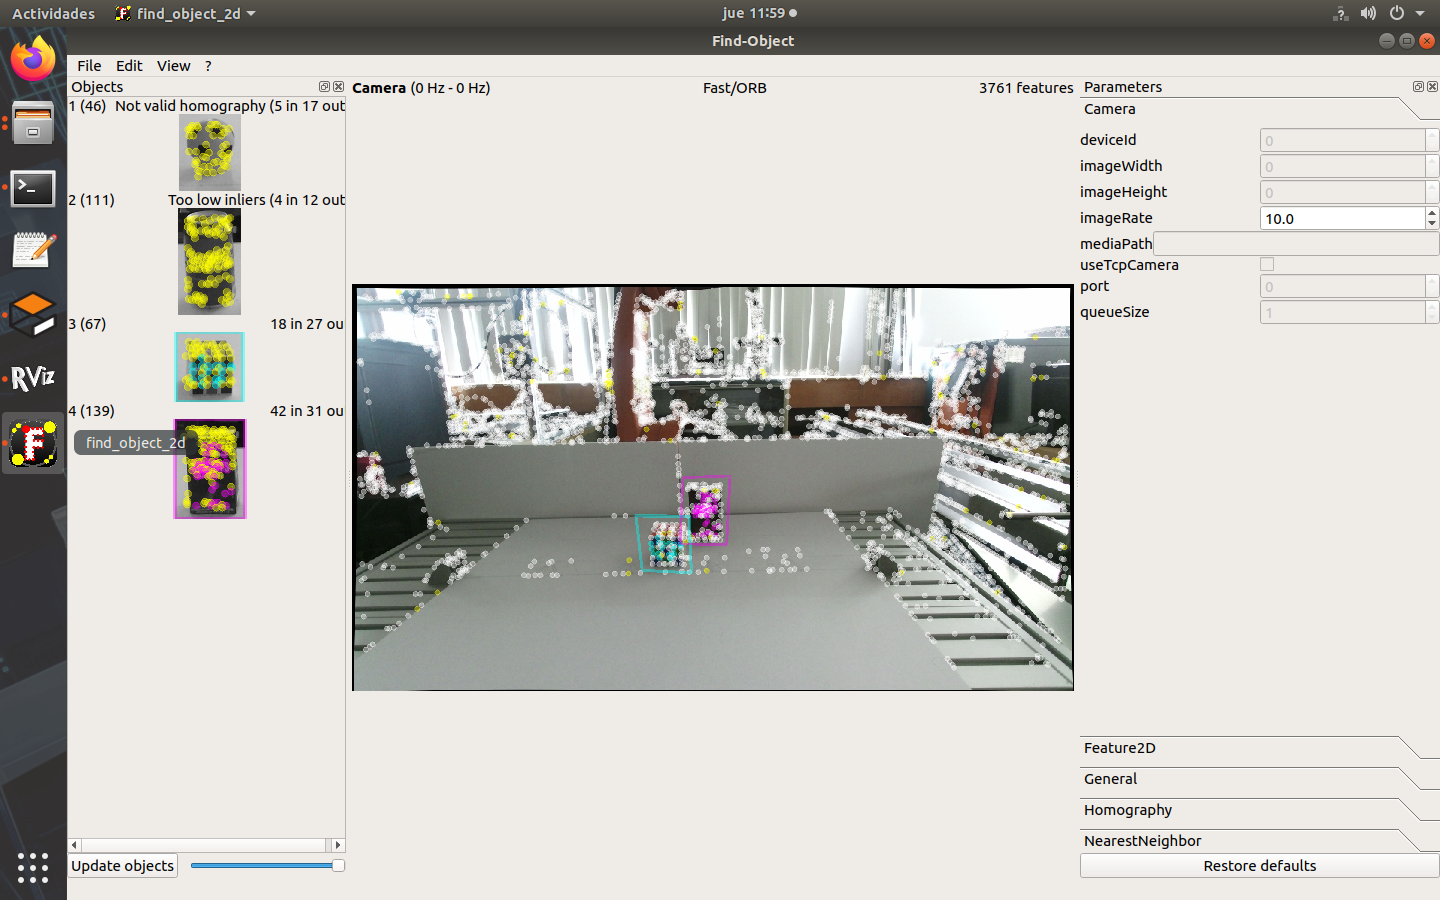 Actividades find_object_2d jue 11:59
Find-Object
File Edit View ?
Objects
1 (46) Not valid homography (5 in 17 out
2 (111) Too low inliers (4 in 12 out
3 (67) 18 in 27 ou
4 (139) 42 in 31 ou
RViz
F
find_object_2d
Update objects
Camera (0 Hz - 0 Hz) Fast/ORB 3761 features
Parameters
Camera
deviceId 0
imageWidth 0
imageHeight 0
imageRate 10.0
mediaPath
useTcpCamera
port 0
queueSize 1
Feature2D
General
Homography
NearestNeighbor
Restore defaults